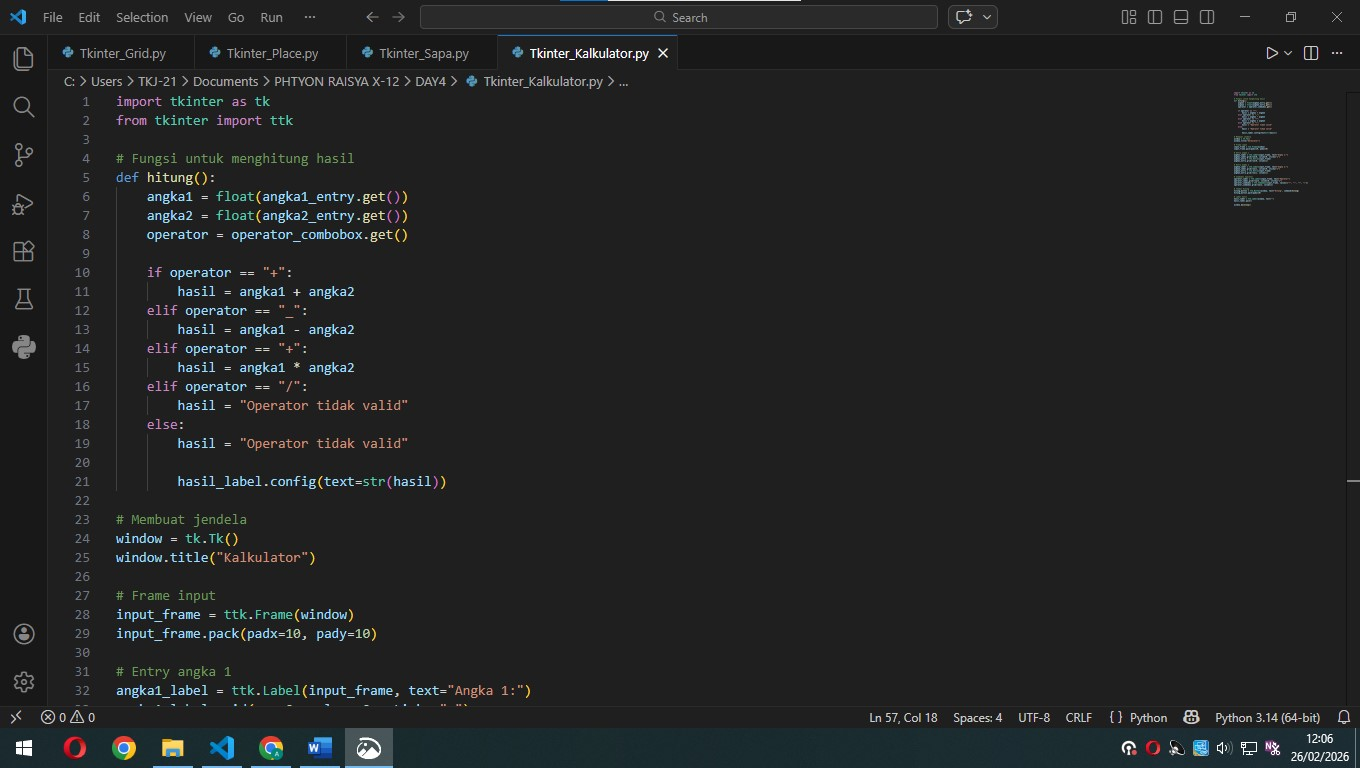 File Edit Selection View Go Run ··· Search
Tkinter_Grid.py Tkinter_Place.py Tkinter_Sapa.py Tkinter_Kalkulator.py
C: > Users > TKJ-21 > Documents > PHTYON RAISYA X-12 > DAY4 > Tkinter_Kalkulator.py > ...
1 import tkinter as tk
2 from tkinter import ttk
3
4 # Fungsi untuk menghitung hasil
5 def hitung():
6     angka1 = float(angka1_entry.get())
7     angka2 = float(angka2_entry.get())
8     operator = operator_combobox.get()
9
10     if operator == "+":
11         hasil = angka1 + angka2
12     elif operator == "_":
13         hasil = angka1 - angka2
14     elif operator == "+":
15         hasil = angka1 * angka2
16     elif operator == "/":
17         hasil = "Operator tidak valid"
18     else:
19         hasil = "Operator tidak valid"
20
21         hasil_label.config(text=str(hasil))
22
23 # Membuat jendela
24 window = tk.Tk()
25 window.title("Kalkulator")
26
27 # Frame input
28 input_frame = ttk.Frame(window)
29 input_frame.pack(padx=10, pady=10)
30
31 # Entry angka 1
32 angka1_label = ttk.Label(input_frame, text="Angka 1:")
0 0 Ln 57, Col 18 Spaces: 4 UTF-8 CRLF {} Python Python 3.14 (64-bit)
12:06
26/02/2026